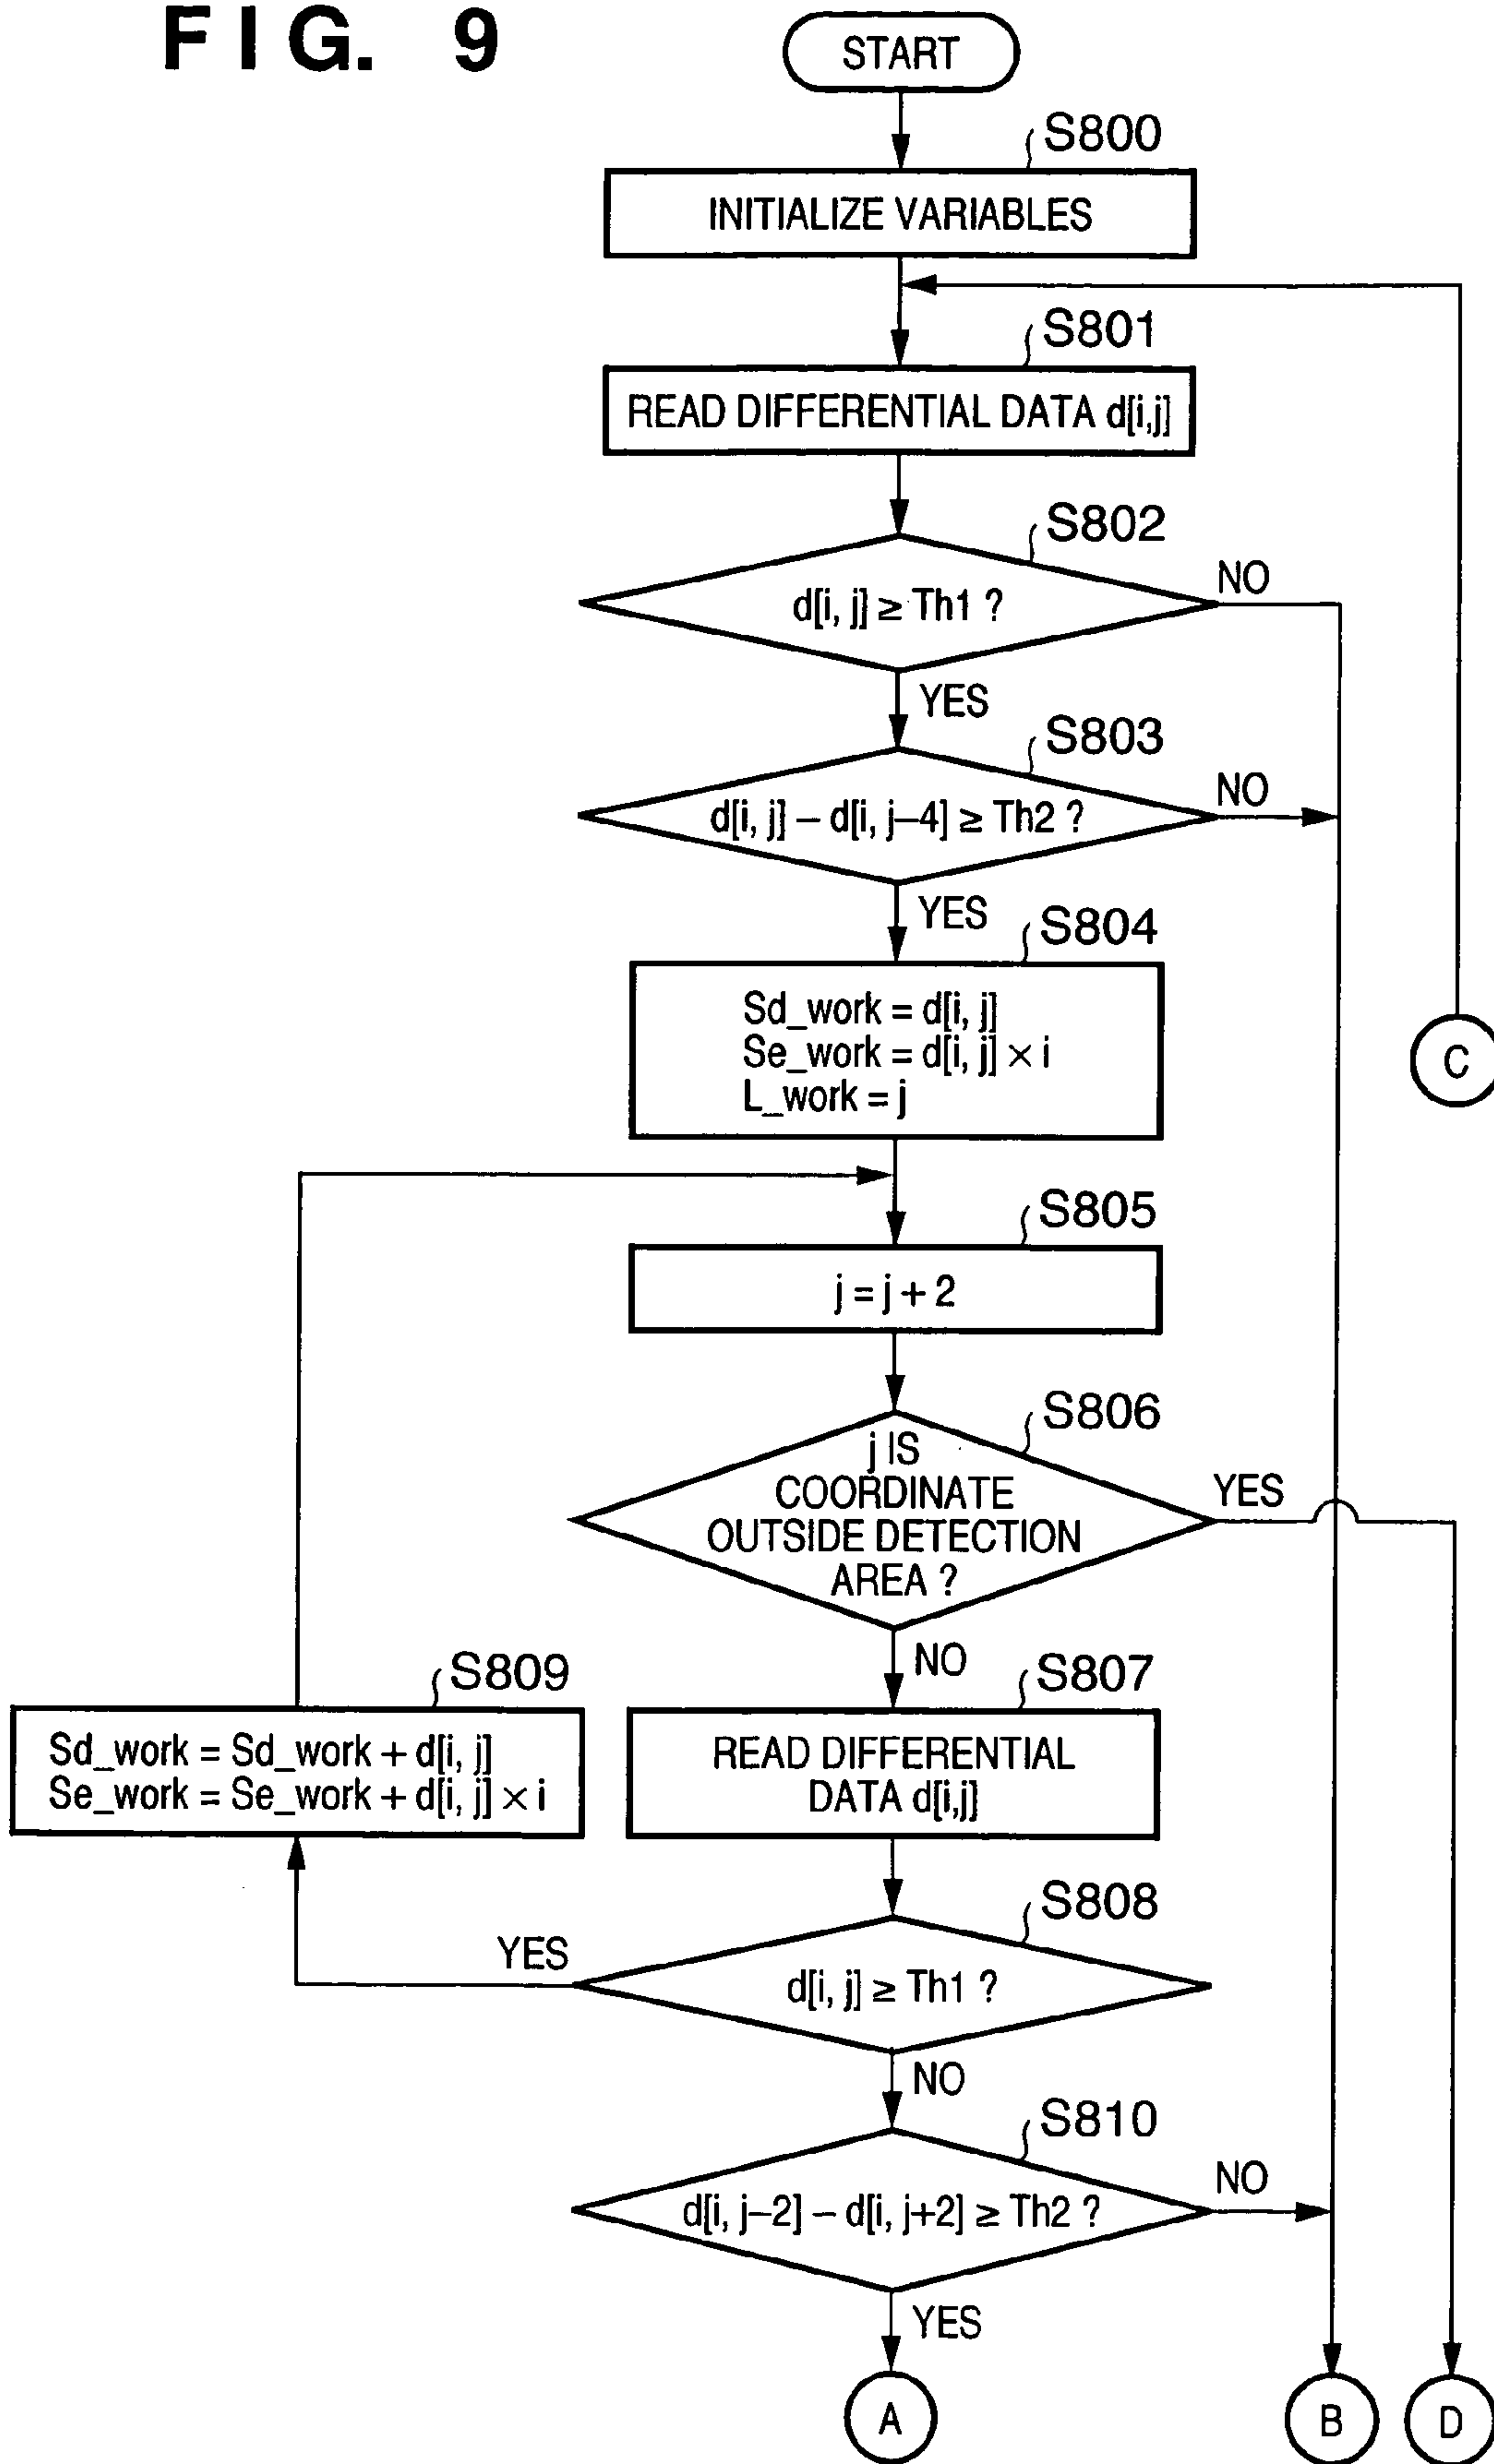 FIG. 9
START
S800
INITIALIZE VARIABLES
S801
READ DIFFERENTIAL DATA d[i,j]
S802
d[i, j] ≥ Th1 ?
NO
YES
S803
d[i, j] – d[i, j–4] ≥ Th2 ?
NO
YES
S804
Sd_work = d[i, j]
Se_work = d[i, j] × i
L_work = j
C
S805
j = j + 2
S806
j IS
COORDINATE
OUTSIDE DETECTION
AREA ?
YES
NO
S809
Sd_work = Sd_work + d[i, j]
Se_work = Se_work + d[i, j] × i
S807
READ DIFFERENTIAL
DATA d[i,j]
S808
YES
d[i, j] ≥ Th1 ?
NO
S810
d[i, j–2] – d[i, j+2] ≥ Th2 ?
NO
YES
A
B
D